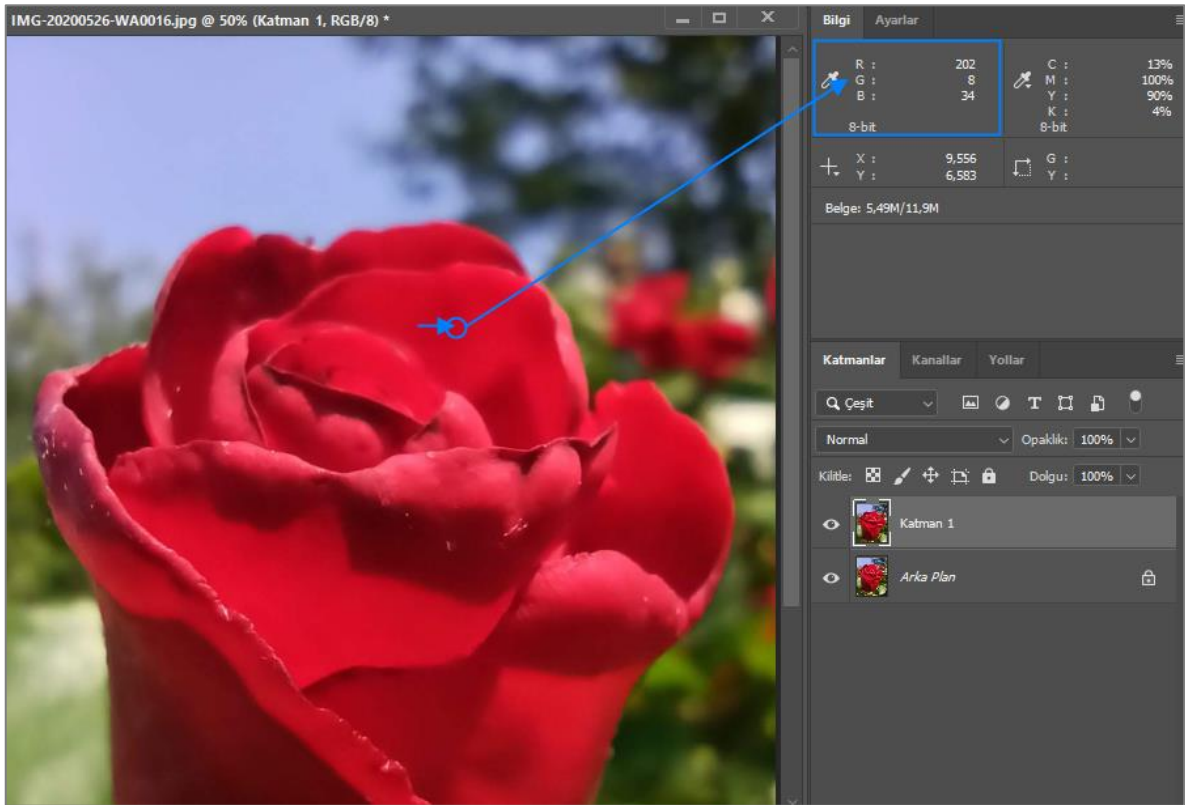 IMG-20200526-WA0016.jpg @ 50% (Katman 1, RGB/8) *
Bilgi Ayarlar
R : 202
G : 8
B : 34
8-bit
C : 13%
M : 100%
Y : 90%
K : 4%
8-bit
X : 9,556
Y : 6,583
G :
Y :
Belge: 5,49M/11,9M
Katmanlar Kanallar Yollar
Çeşit
Normal Opaklık: 100%
Kilitle: Dolgu: 100%
Katman 1
Arka Plan